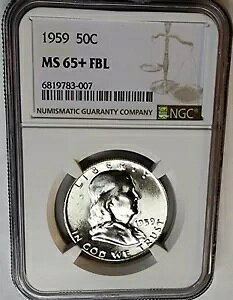 1959 50C
MS 65+ FBL
6819783-007
NUMISMATIC GUARANTY COMPANY NGC
LIBERTY
1959
IN GOD WE TRUST